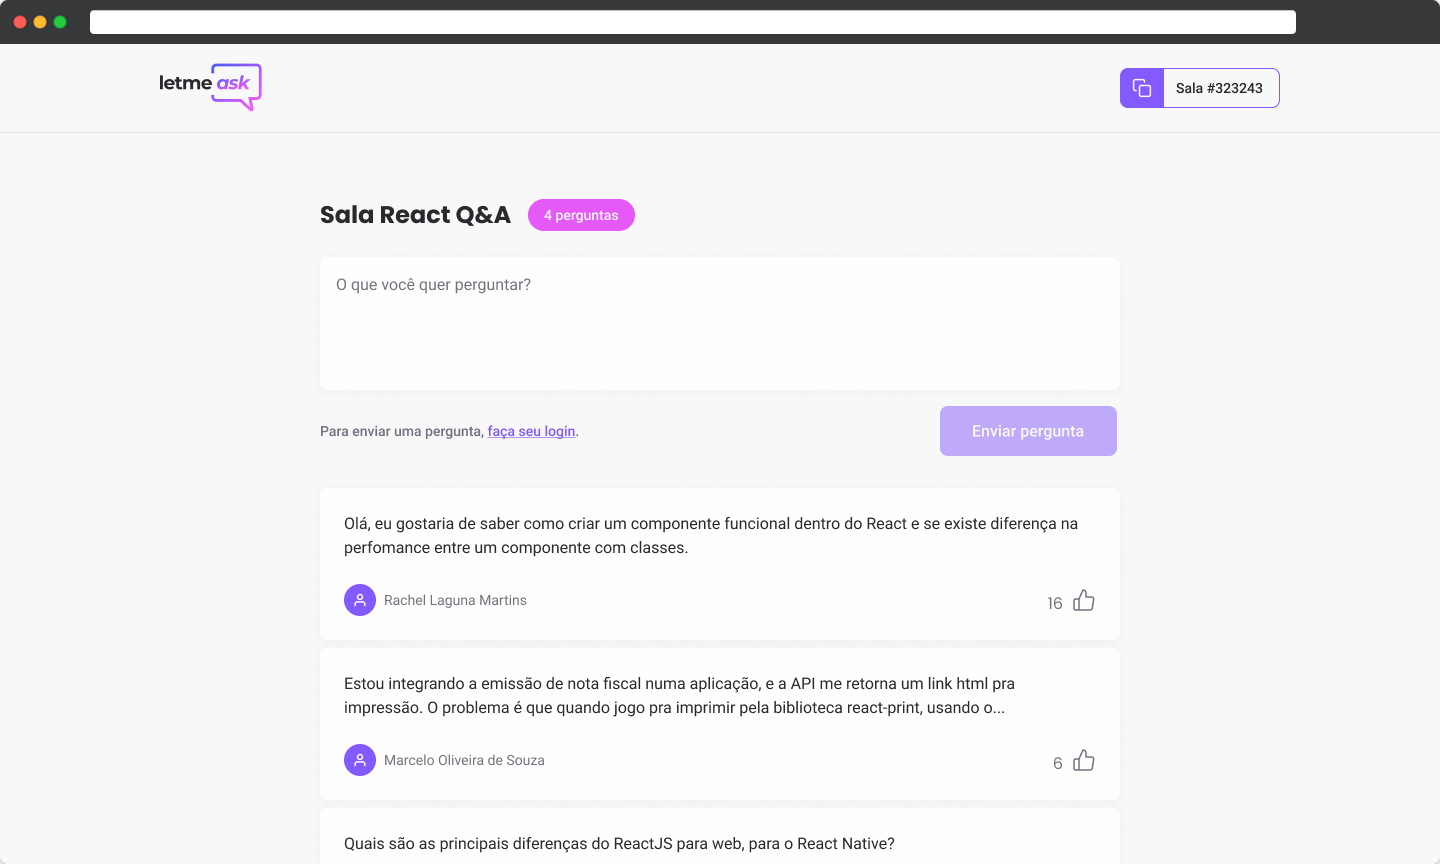 letme ask
Sala #323243
Sala React Q&A
4 perguntas
O que você quer perguntar?
Para enviar uma pergunta, faça seu login.
Enviar pergunta
Olá, eu gostaria de saber como criar um componente funcional dentro do React e se existe diferença na
perfomance entre um componente com classes.
Rachel Laguna Martins
16
Estou integrando a emissão de nota fiscal numa aplicação, e a API me retorna um link html pra
impressão. O problema é que quando jogo pra imprimir pela biblioteca react-print, usando o...
Marcelo Oliveira de Souza
6
Quais são as principais diferenças do ReactJS para web, para o React Native?